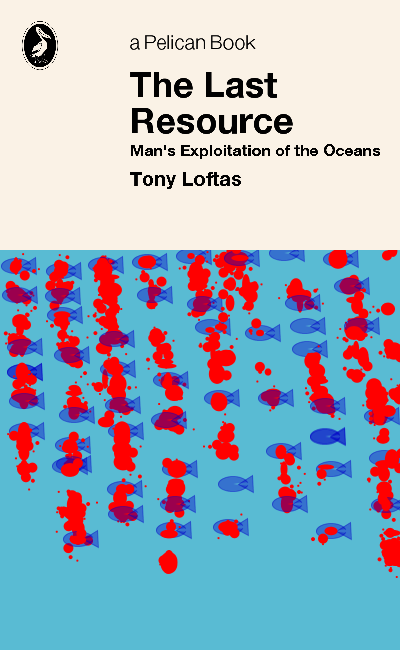 a Pelican Book
The Last
Resource
Man's Exploitation of the Oceans
Tony Loftas